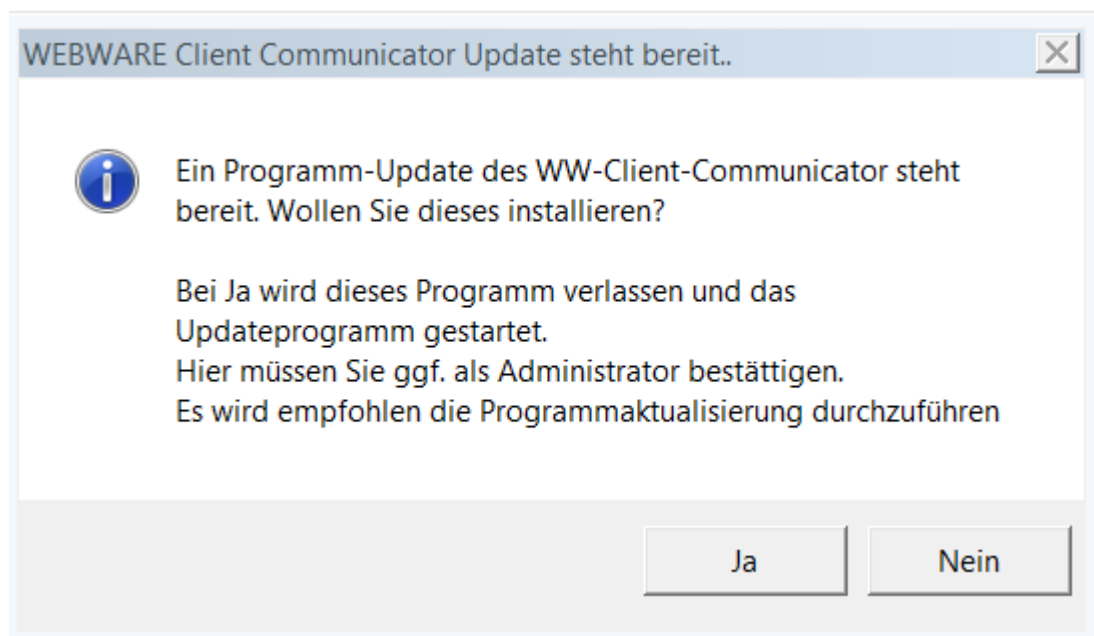 WEBWARE Client Communicator Update steht bereit..
Ein Programm-Update des WW-Client-Communicator steht
bereit. Wollen Sie dieses installieren?
Bei Ja wird dieses Programm verlassen und das
Updateprogramm gestartet.
Hier müssen Sie ggf. als Administrator bestättigen.
Es wird empfohlen die Programmaktualisierung durchzuführen
Ja
Nein